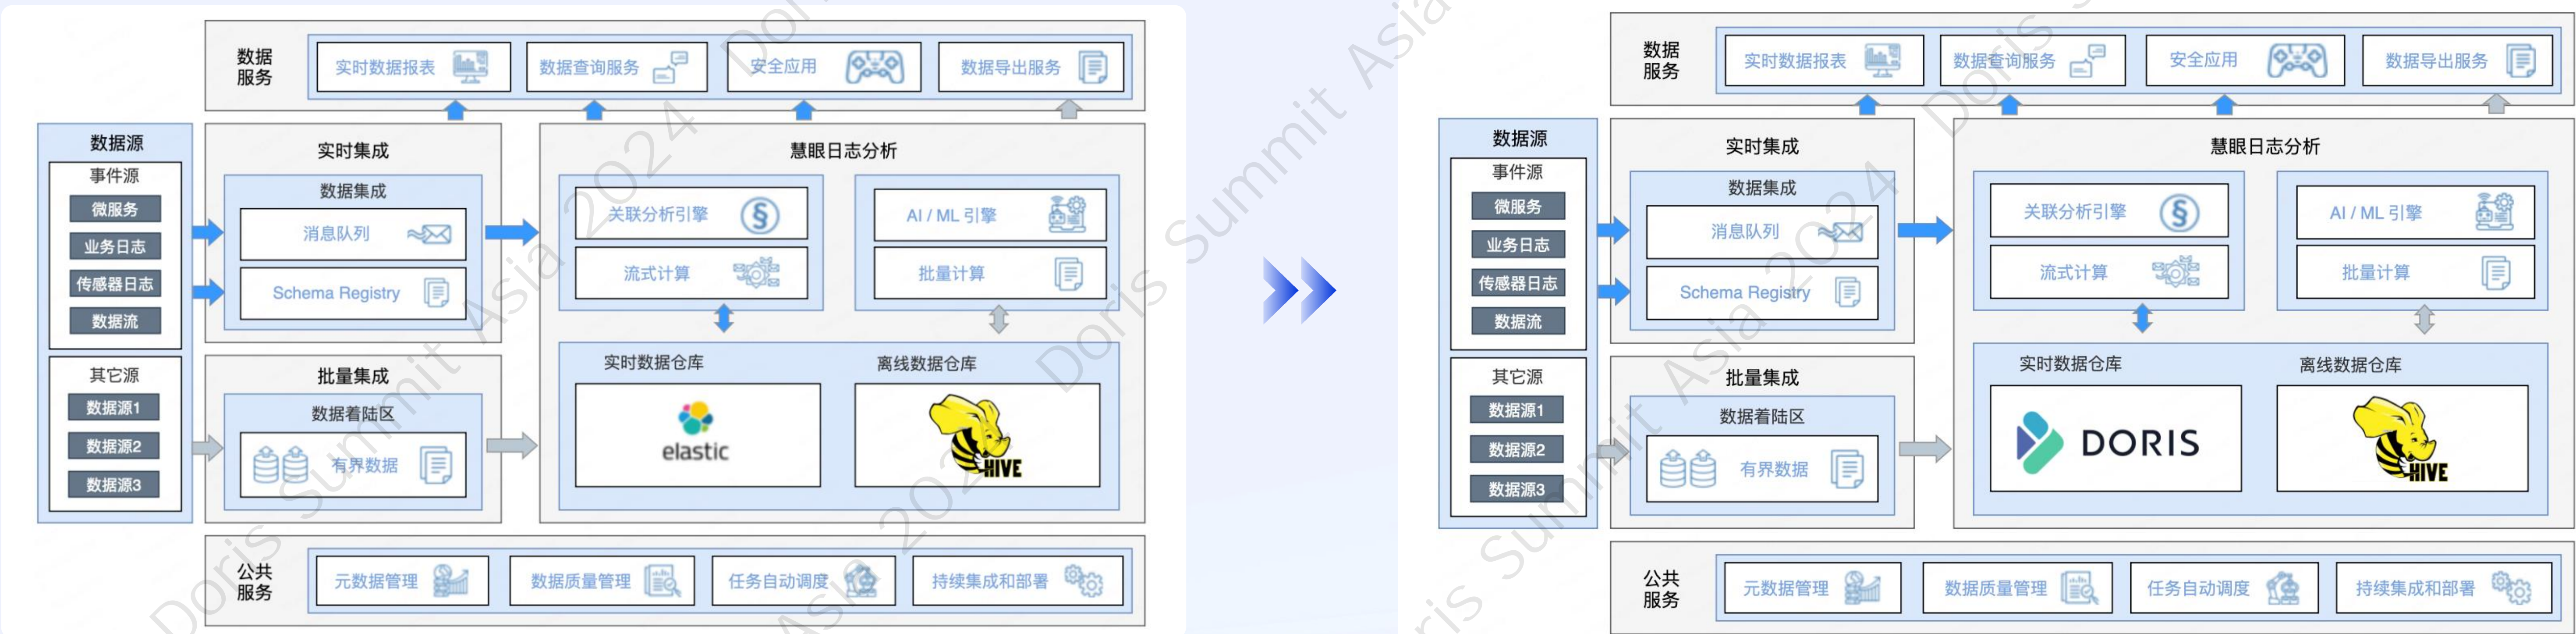 数据
服务
实时数据报表
数据查询服务
安全应用
数据导出服务
数据源
事件源
微服务
业务日志
传感器日志
数据流
其它源
数据源1
数据源2
数据源3
实时集成
数据集成
消息队列
Schema Registry
批量集成
数据着陆区
有界数据
慧眼日志分析
关联分析引擎
流式计算
AI / ML 引擎
批量计算
实时数据仓库
elastic
离线数据仓库
HIVE
公共
服务
元数据管理
数据质量管理
任务自动调度
持续集成和部署
数据
服务
实时数据报表
数据查询服务
安全应用
数据导出服务
数据源
事件源
微服务
业务日志
传感器日志
数据流
其它源
数据源1
数据源2
数据源3
实时集成
数据集成
消息队列
Schema Registry
批量集成
数据着陆区
有界数据
慧眼日志分析
关联分析引擎
流式计算
AI / ML 引擎
批量计算
实时数据仓库
DORIS
离线数据仓库
HIVE
公共
服务
元数据管理
数据质量管理
任务自动调度
持续集成和部署
Doris Summit Asia 2024
Doris Summit Asia
Doris Summit Asia 2024
Doris Summit Asia 2024